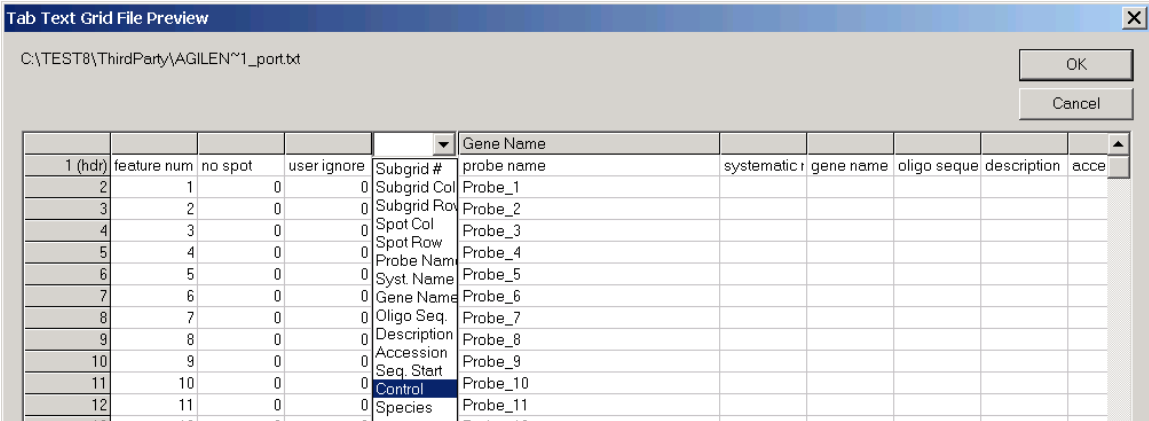 Tab Text Grid File Preview
C:\TEST8\ThirdParty\AGILEN~1_port.txt
OK
Cancel
Gene Name
1 (hdr) feature num no spot user ignore Subgrid # probe name systematic r gene name oligo seque description acce
2 1 0 0 Subgrid Col Probe_1
3 2 0 0 Subgrid Rov Probe_2
4 3 0 0 Spot Col Probe_3
5 4 0 0 Spot Row Probe_4
Probe Nam
6 5 0 0 Syst. Name Probe_5
7 6 0 0 Gene Name Probe_6
8 7 0 0 Oligo Seq. Probe_7
9 8 0 0 Description Probe_8
10 9 0 0 Accession Probe_9
Seq. Start
11 10 0 0 Control Probe_10
12 11 0 0 Species Probe_11